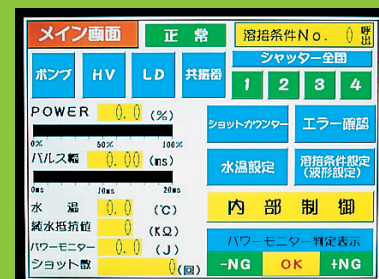 メイン画面 正常 溶接条件No. 0 呼出
ポンプ HV LD 共振器 シャッター全閉
1 2 3 4
POWER 0.0 (%)
0% 50% 100%
ショットカウンター エラー確認
パルス幅 0.00 (ms)
0ms 10ms 20ms
水温設定 溶接条件設定
(波形設定)
水温 0.0 (℃)
純水抵抗値 0 (KΩ)
内部制御
パワーモニター 0.0 (J)
パワーモニター判定表示
ショット数 0 (回)
-NG OK +NG